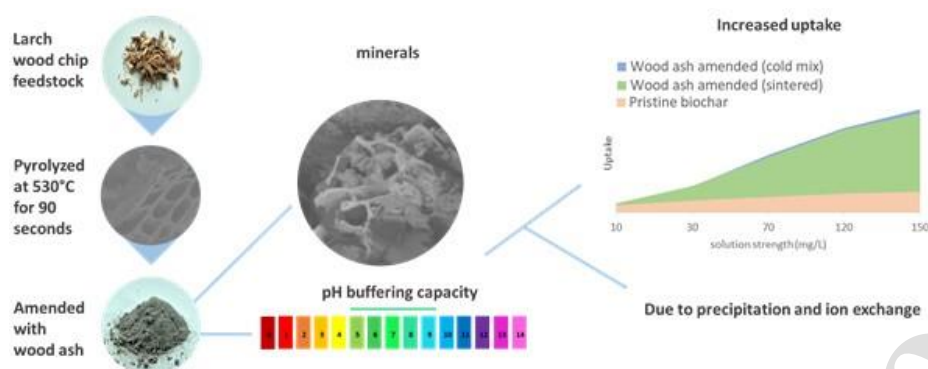 Larch
wood chip
feedstock
Pyrolyzed
at 530°C
for 90
seconds
Amended
with
wood ash
minerals
pH buffering capacity
0 1 2 3 4 5 6 7 8 9 10 11 12 13 14
Increased uptake
Wood ash amended (cold mix)
Wood ash amended (sintered)
Pristine biochar
Uptake
10 30 70 120 150
solution strength(mg/L)
Due to precipitation and ion exchange